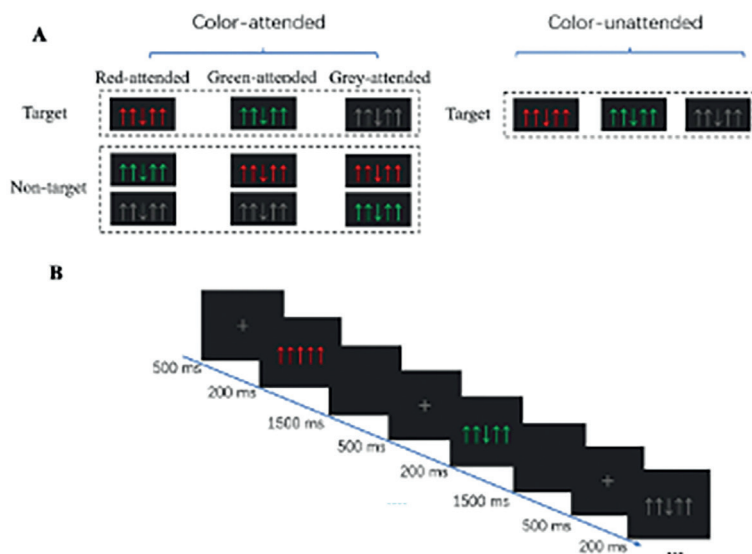 A
Color-attended
Color-unattended
Red-attended Green-attended Grey-attended
Target
↑↑↓↑↑ ↑↑↓↑↑ ↑↑↓↑↑
Target
↑↑↓↑↑ ↑↑↓↑↑ ↑↑↓↑↑
Non-target
↑↑↓↑↑ ↑↑↓↑↑ ↑↑↓↑↑
↑↑↓↑↑ ↑↑↓↑↑ ↑↑↓↑↑
B
+
500 ms
↑↑↑↑↑
200 ms
1500 ms
+
500 ms
↑↑↓↑↑
200 ms
1500 ms
+
500 ms
↑↑↓↑↑
200 ms
...